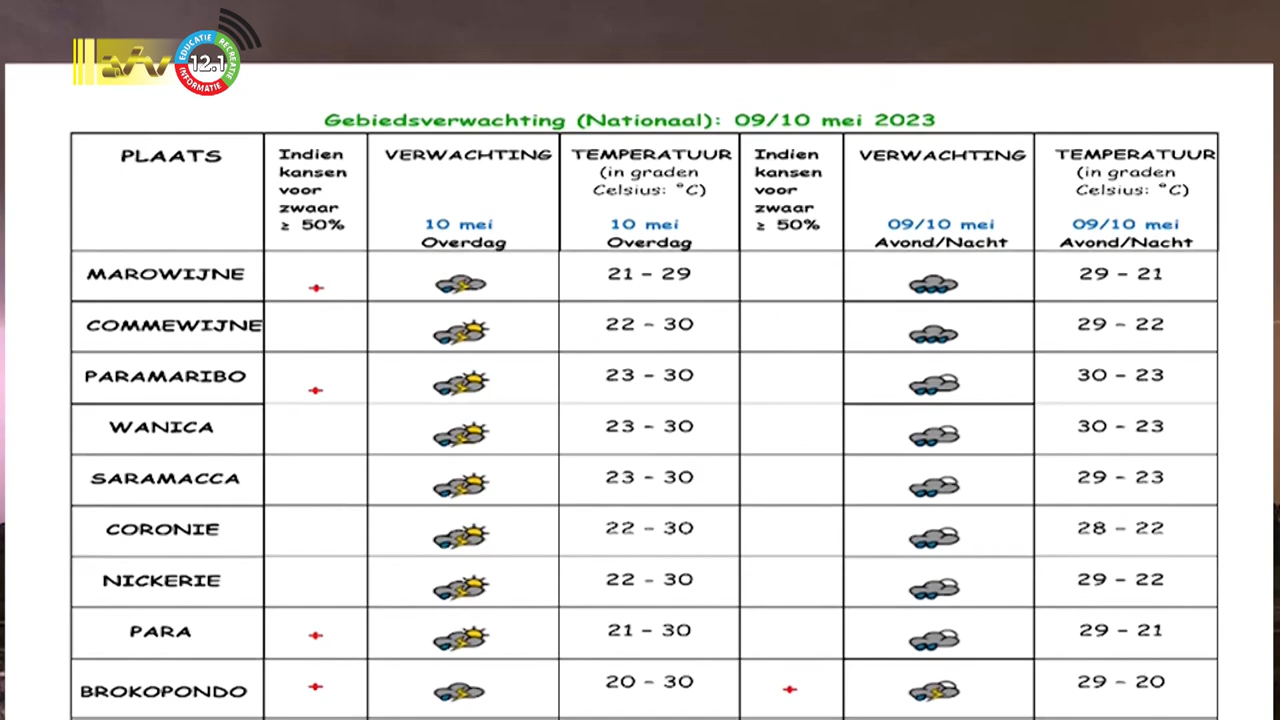 EDUCATIE
RECREATIE
INFORMATIE
12.1
Gebiedsverwachting (Nationaal): 09/10 mei 2023
PLAATS
Indien kansen voor zwaar ≥ 50%
VERWACHTING 10 mei Overdag
TEMPERATUUR (in graden Celsius: °C) 10 mei Overdag
Indien kansen voor zwaar ≥ 50%
VERWACHTING 09/10 mei Avond/Nacht
TEMPERATUUR (in graden Celsius: °C) 09/10 mei Avond/Nacht
MAROWIJNE + 21 - 29 29 - 21
COMMEWIJNE 22 - 30 29 - 22
PARAMARIBO + 23 - 30 30 - 23
WANICA 23 - 30 30 - 23
SARAMACCA 23 - 30 29 - 23
CORONIE 22 - 30 28 - 22
NICKERIE 22 - 30 29 - 22
PARA + 21 - 30 29 - 21
BROKOPONDO + 20 - 30 + 29 - 20